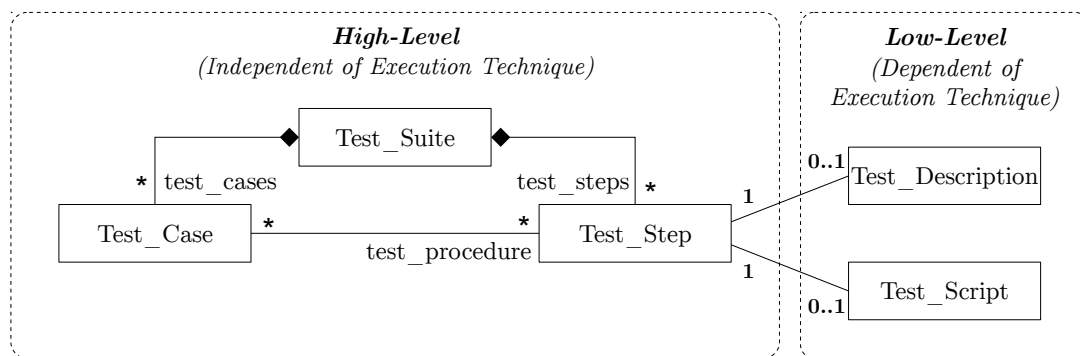 High-Level
(Independent of Execution Technique)
Low-Level
(Dependent of
Execution Technique)
Test_Suite
*
test_cases
test_steps
*
0..1
Test_Description
1
Test_Case
*
*
test_procedure
Test_Step
1
0..1
Test_Script